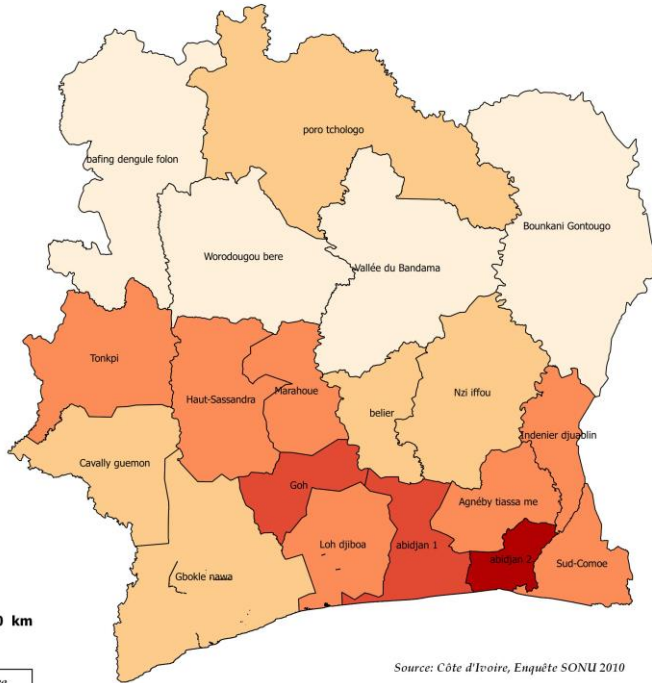 poro tchologo
bafing dengule folon
Bounkani Gontougo
Worodougou bere
Vallée du Bandama
Tonkpi
Marahoue
Haut-Sassandra
Nzi iffou
belier
Indenier djuablin
Cavally guemon
Goh
Agnéby tiassa me
Loh djiboa
abidjan 1
abidjan 2
Sud-Comoe
Gbokle nawa
0 km
Source: Côte d'Ivoire, Enquête SONU 2010